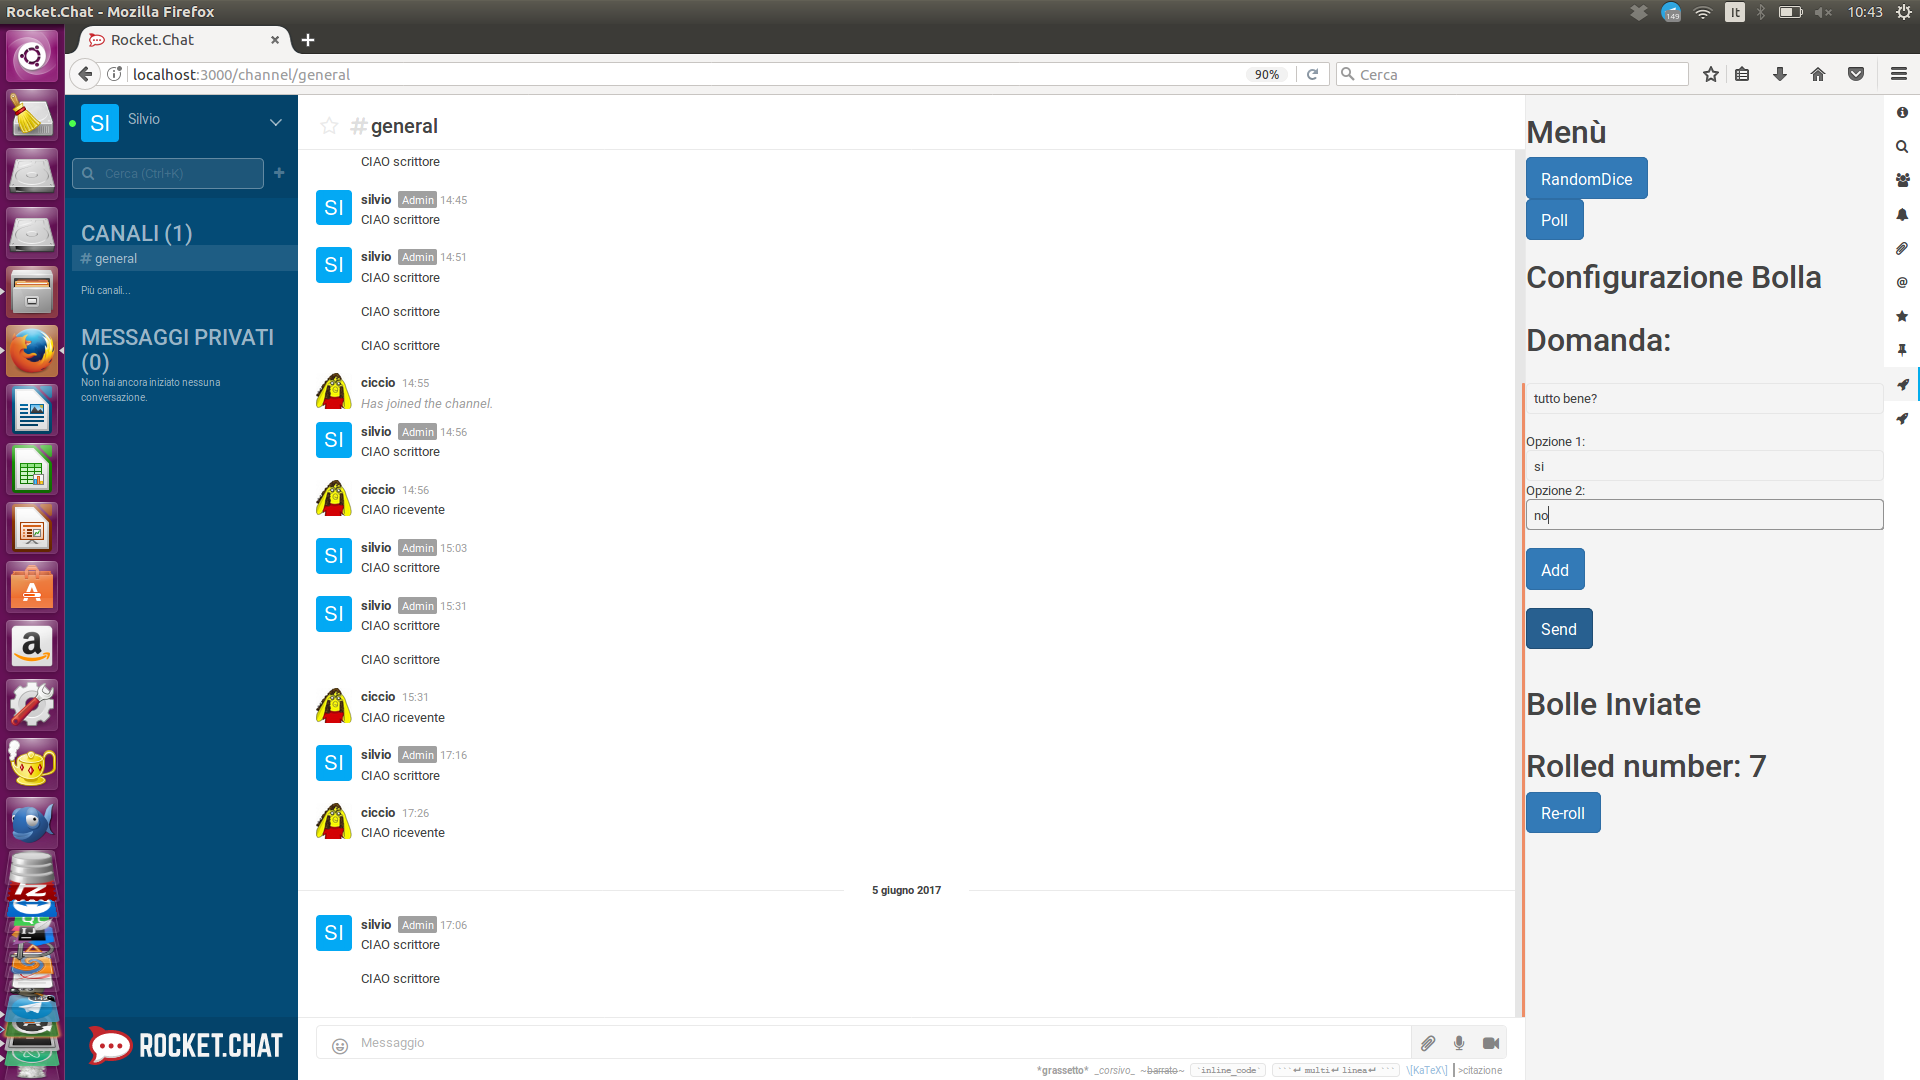 Rocket.Chat - Mozilla Firefox
149
It
10:43
Rocket.Chat
localhost:3000/channel/general
90%
Cerca
SI
Silvio
Cerca (Ctrl+K)
CANALI (1)
# general
Più canali...
MESSAGGI PRIVATI
(0)
Non hai ancora iniziato nessuna
conversazione.
ROCKET.CHAT
#general
CIAO scrittore
SI
silvio Admin 14:45
CIAO scrittore
SI
silvio Admin 14:51
CIAO scrittore
CIAO scrittore
CIAO scrittore
ciccio 14:55
Has joined the channel.
SI
silvio Admin 14:56
CIAO scrittore
ciccio 14:56
CIAO ricevente
SI
silvio Admin 15:03
CIAO scrittore
SI
silvio Admin 15:31
CIAO scrittore
CIAO scrittore
ciccio 15:31
CIAO ricevente
SI
silvio Admin 17:16
CIAO scrittore
ciccio 17:26
CIAO ricevente
5 giugno 2017
SI
silvio Admin 17:06
CIAO scrittore
CIAO scrittore
Messaggio
*grassetto* _corsivo_ ~barrato~ `inline_code` ```↵ multi↵ linea↵ ``` \[KaTeX\] >citazione
Menù
RandomDice
Poll
Configurazione Bolla
Domanda:
tutto bene?
Opzione 1:
si
Opzione 2:
no
Add
Send
Bolle Inviate
Rolled number: 7
Re-roll